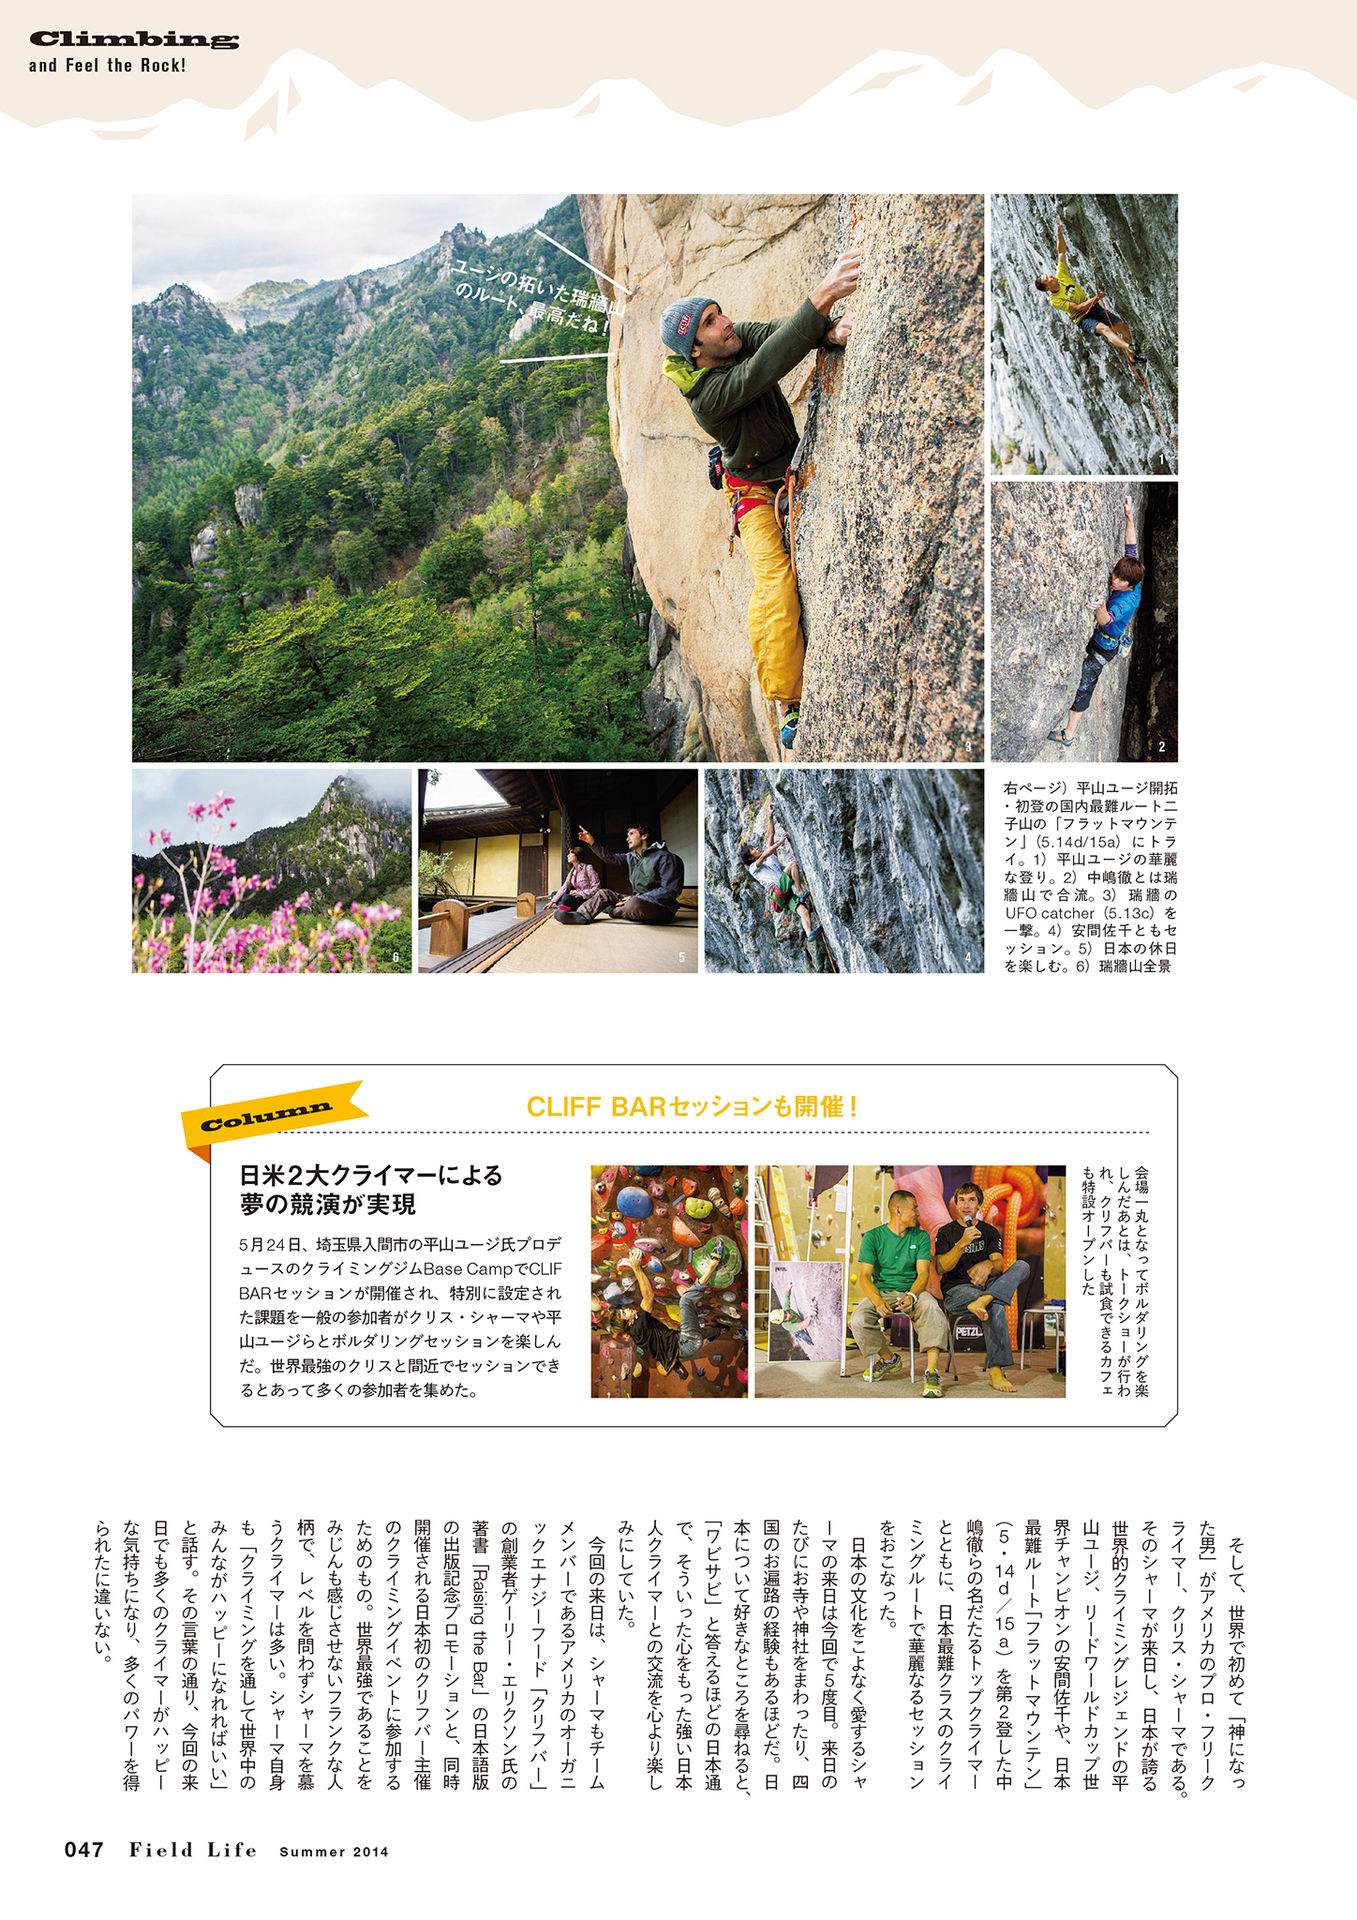 Climbing
and Feel the Rock!
ユージの拓いた瑞牆山
のルート、最高だね！
1
2
3
4
5
6
右ページ）平山ユージ開拓
・初登の国内最難ルート二
子山の「フラットマウンテ
ン」（5.14d/15a）にトラ
イ。1）平山ユージの華麗
な登り。2）中嶋徹とは瑞
牆山で合流。3）瑞牆の
UFO catcher（5.13c）を
一撃。4）安間佐千ともセ
ッション。5）日本の休日
を楽しむ。6）瑞牆山全景
Column
CLIFF BARセッションも開催！
日米2大クライマーによる
夢の競演が実現
5月24日、埼玉県入間市の平山ユージ氏プロデ
ュースのクライミングジムBase CampでCLIF
BARセッションが開催され、特別に設定され
た課題を一般の参加者がクリス・シャーマや平
山ユージらとボルダリングセッションを楽しん
だ。世界最強のクリスと間近でセッションでき
るとあって多くの参加者を集めた。
PETZL
会場一丸となってボルダリングを楽
しんだあとは、トークショーが行わ
れ、クリフバーも試食できるカフェ
も特設オープンした
そして、世界で初めて「神になっ
た男」がアメリカのプロ・フリーク
ライマー、クリス・シャーマである。
そのシャーマが来日し、日本が誇る
世界的クライミングレジェンドの平
山ユージ、リードワールドカップ世
界チャンピオンの安間佐千や、日本
最難ルート「フラットマウンテン」
（5・14d／15a）を第2登した中
嶋徹らの名だたるトップクライマー
とともに、日本最難クラスのクライ
ミングルートで華麗なるセッション
をおこなった。
日本の文化をこよなく愛するシャ
ーマの来日は今回で5度目。来日の
たびにお寺や神社をまわったり、四
国のお遍路の経験もあるほどだ。日
本について好きなところを尋ねると、
「ワビサビ」と答えるほどの日本通
で、そういった心をもった強い日本
人クライマーとの交流を心より楽し
みにしていた。
今回の来日は、シャーマもチーム
メンバーであるアメリカのオーガニ
ックエナジーフード「クリフバー」
の創業者ゲーリー・エリクソン氏の
著書「Raising the Bar」の日本語版
の出版記念プロモーションと、同時
開催される日本初のクリフバー主催
のクライミングイベントに参加する
ためのもの。世界最強であることを
みじんも感じさせないフランクな人
柄で、レベルを問わずシャーマを慕
うクライマーは多い。シャーマ自身
も「クライミングを通して世界中の
みんながハッピーになれればいい」
と話す。その言葉の通り、今回の来
日でも多くのクライマーがハッピー
な気持ちになり、多くのパワーを得
られたに違いない。
047 Field Life Summer 2014